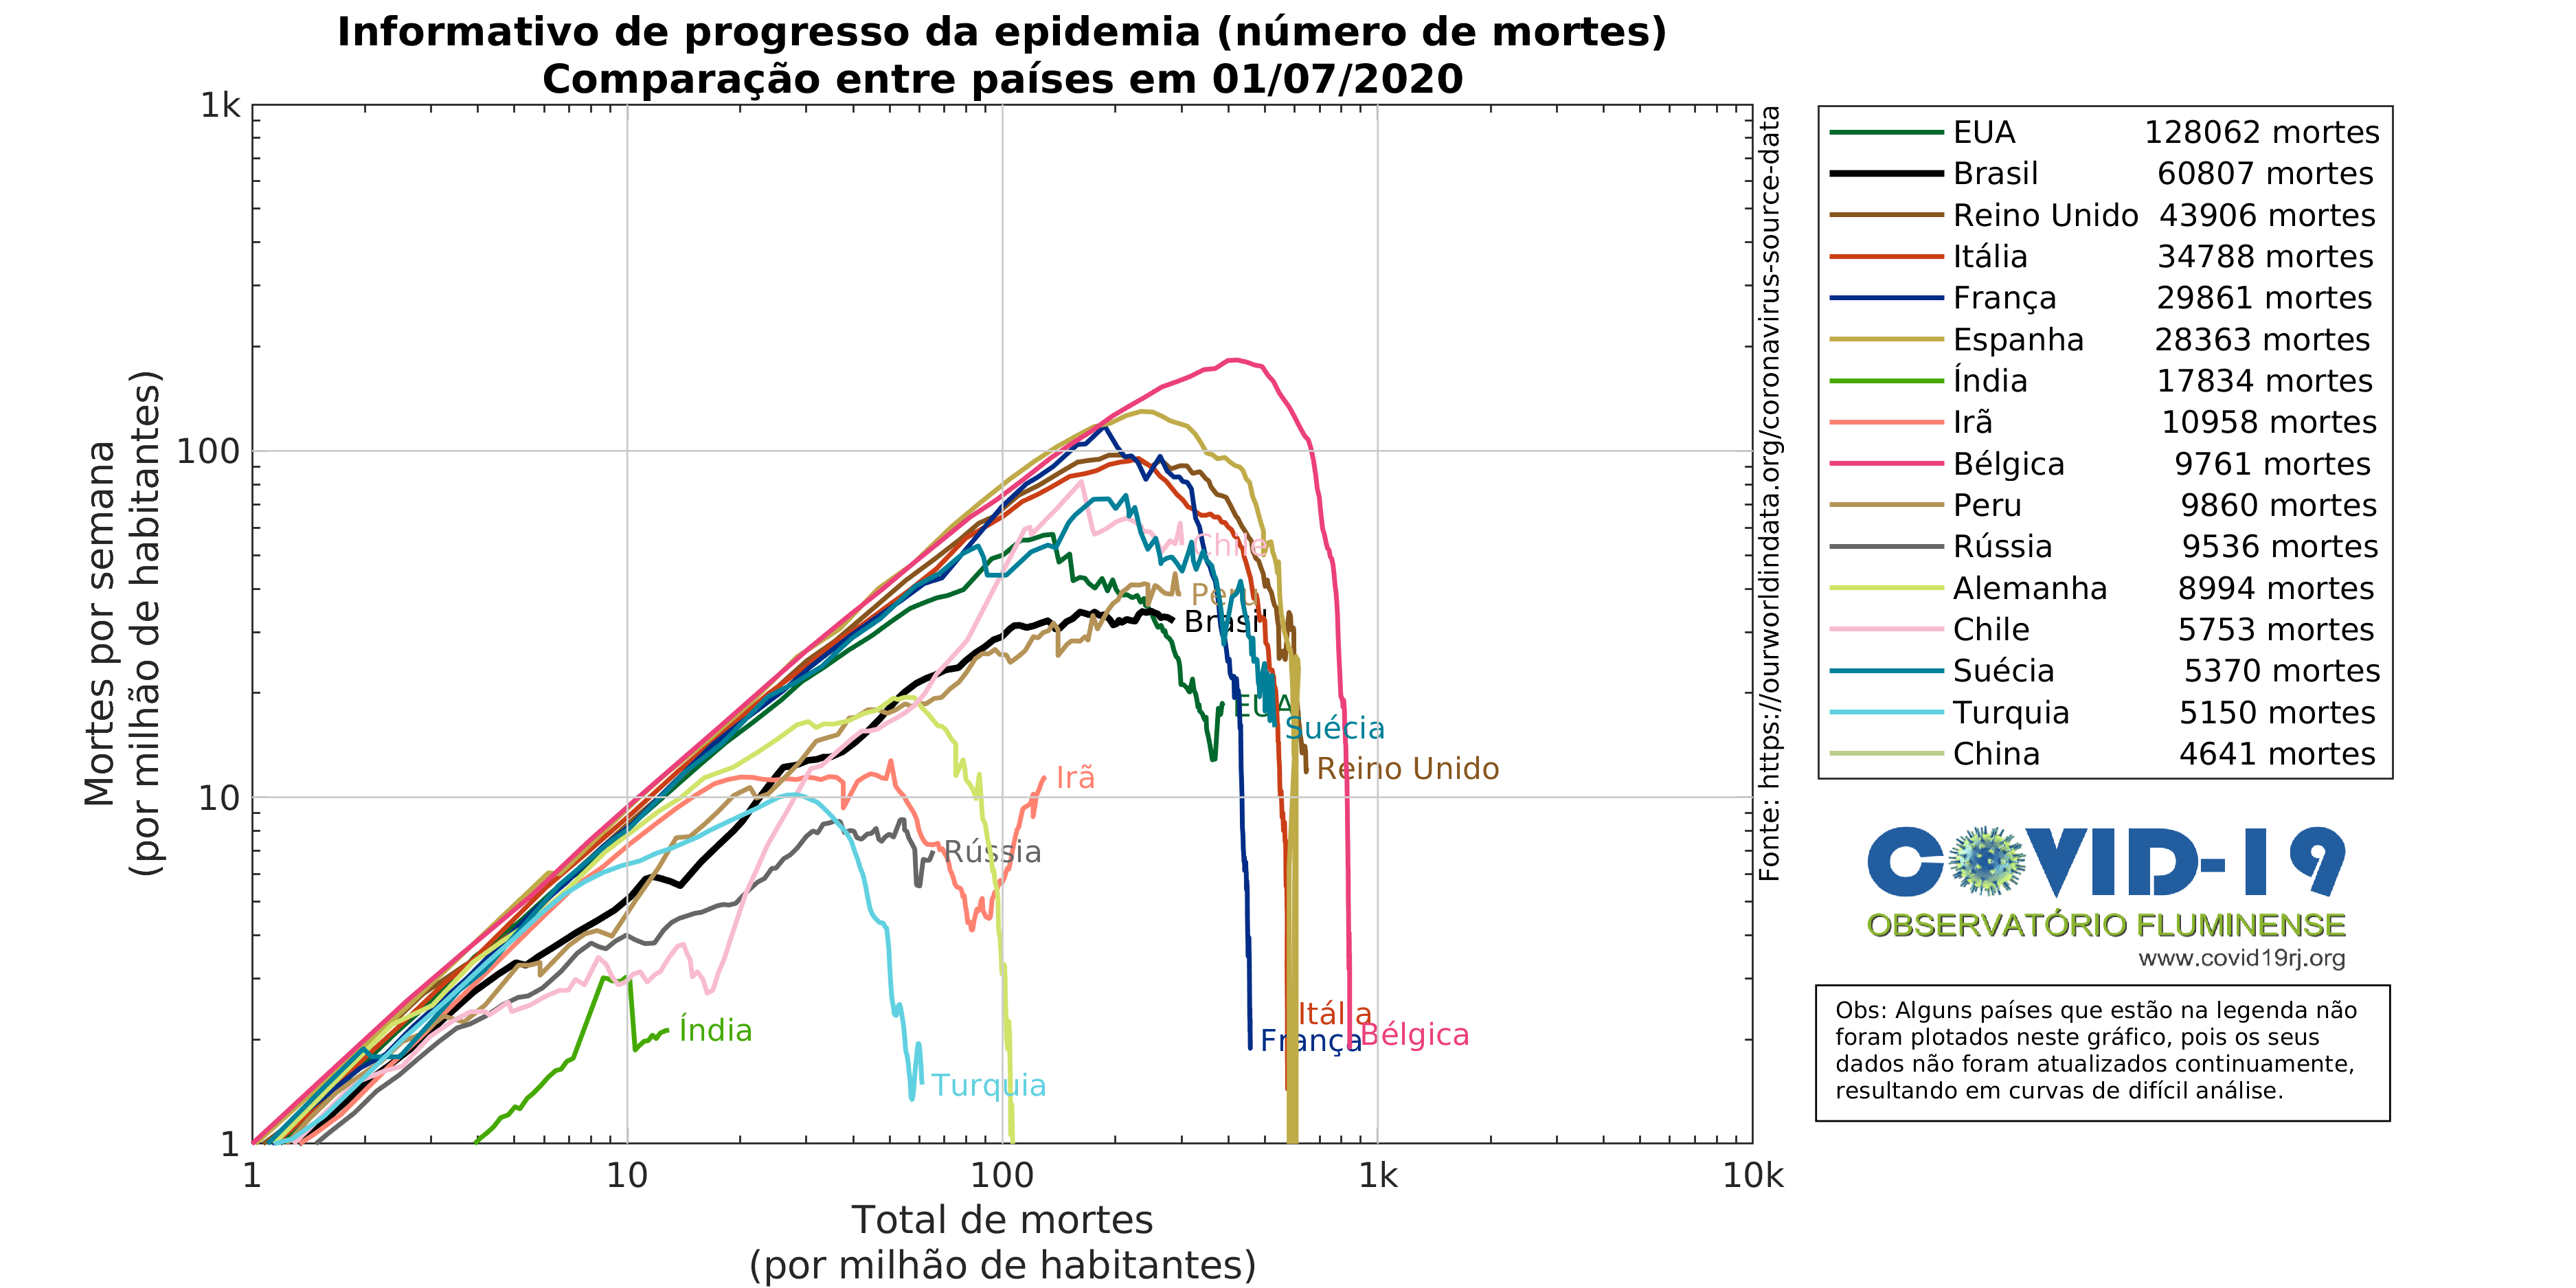 Informativo de progresso da epidemia (número de mortes)
Comparação entre países em 01/07/2020
1k
100
10
1
Mortes por semana
(por milhão de habitantes)
1
10
100
1k
10k
Total de mortes
(por milhão de habitantes)
Chile
Peru
Brasil
EUA
Suécia
Reino Unido
Irã
Rússia
Índia
Turquia
Itália
França
Bélgica
Fonte: https://ourworldindata.org/coronavirus-source-data
EUA 128062 mortes
Brasil 60807 mortes
Reino Unido 43906 mortes
Itália 34788 mortes
França 29861 mortes
Espanha 28363 mortes
Índia 17834 mortes
Irã 10958 mortes
Bélgica 9761 mortes
Peru 9860 mortes
Rússia 9536 mortes
Alemanha 8994 mortes
Chile 5753 mortes
Suécia 5370 mortes
Turquia 5150 mortes
China 4641 mortes
COVID-19
OBSERVATÓRIO FLUMINENSE
www.covid19rj.org
Obs: Alguns países que estão na legenda não
foram plotados neste gráfico, pois os seus
dados não foram atualizados continuamente,
resultando em curvas de difícil análise.